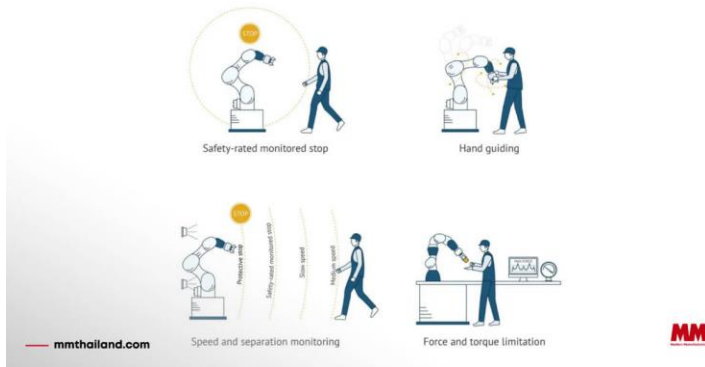 STOP
Safety-rated monitored stop
Hand guiding
STOP
Protective stop
Safety-rated monitored stop
Slow speed
Medium speed
Speed and separation monitoring
Force and torque limitation
mmthailand.com
MM